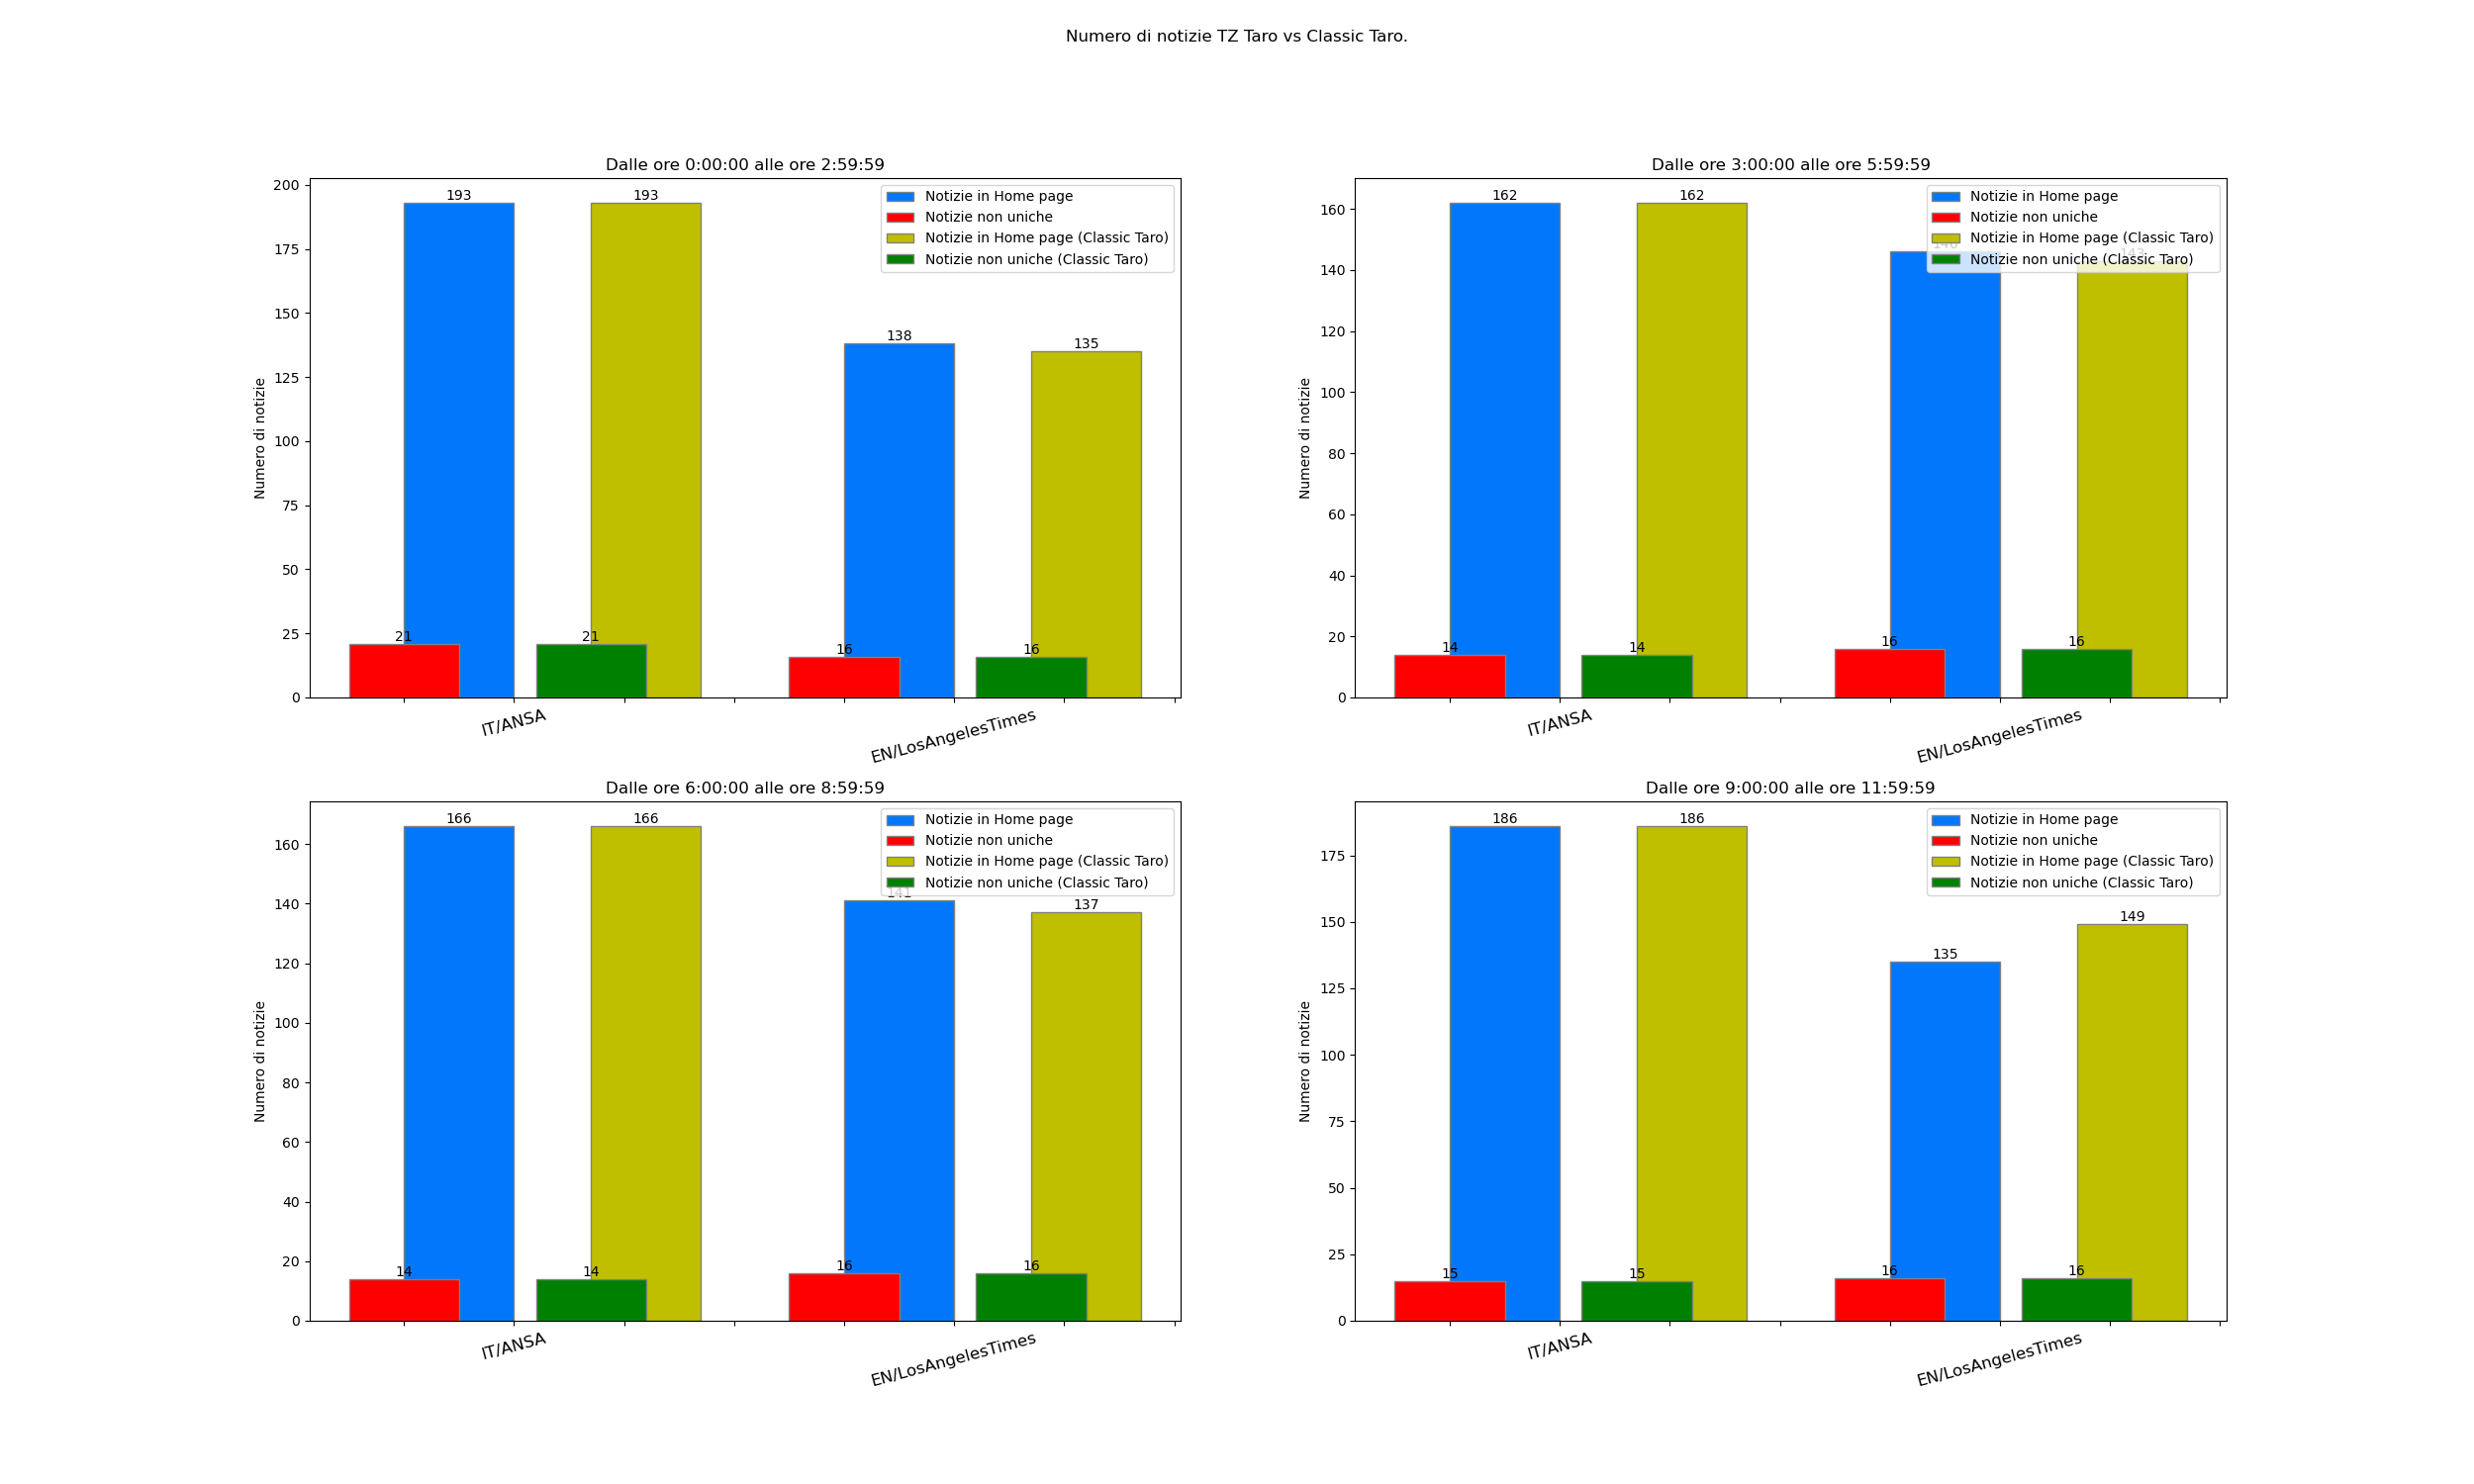 Numero di notizie TZ Taro vs Classic Taro.
Dalle ore 0:00:00 alle ore 2:59:59
Numero di notizie
200
175
150
125
100
75
50
25
0
193
193
138
135
21
21
16
16
Notizie in Home page
Notizie non uniche
Notizie in Home page (Classic Taro)
Notizie non uniche (Classic Taro)
IT/ANSA
EN/LosAngelesTimes
Dalle ore 3:00:00 alle ore 5:59:59
Numero di notizie
160
140
120
100
80
60
40
20
0
162
162
146
143
14
14
16
16
Notizie in Home page
Notizie non uniche
Notizie in Home page (Classic Taro)
Notizie non uniche (Classic Taro)
IT/ANSA
EN/LosAngelesTimes
Dalle ore 6:00:00 alle ore 8:59:59
Numero di notizie
160
140
120
100
80
60
40
20
0
166
166
141
137
14
14
16
16
Notizie in Home page
Notizie non uniche
Notizie in Home page (Classic Taro)
Notizie non uniche (Classic Taro)
IT/ANSA
EN/LosAngelesTimes
Dalle ore 9:00:00 alle ore 11:59:59
Numero di notizie
175
150
125
100
75
50
25
0
186
186
135
149
15
15
16
16
Notizie in Home page
Notizie non uniche
Notizie in Home page (Classic Taro)
Notizie non uniche (Classic Taro)
IT/ANSA
EN/LosAngelesTimes